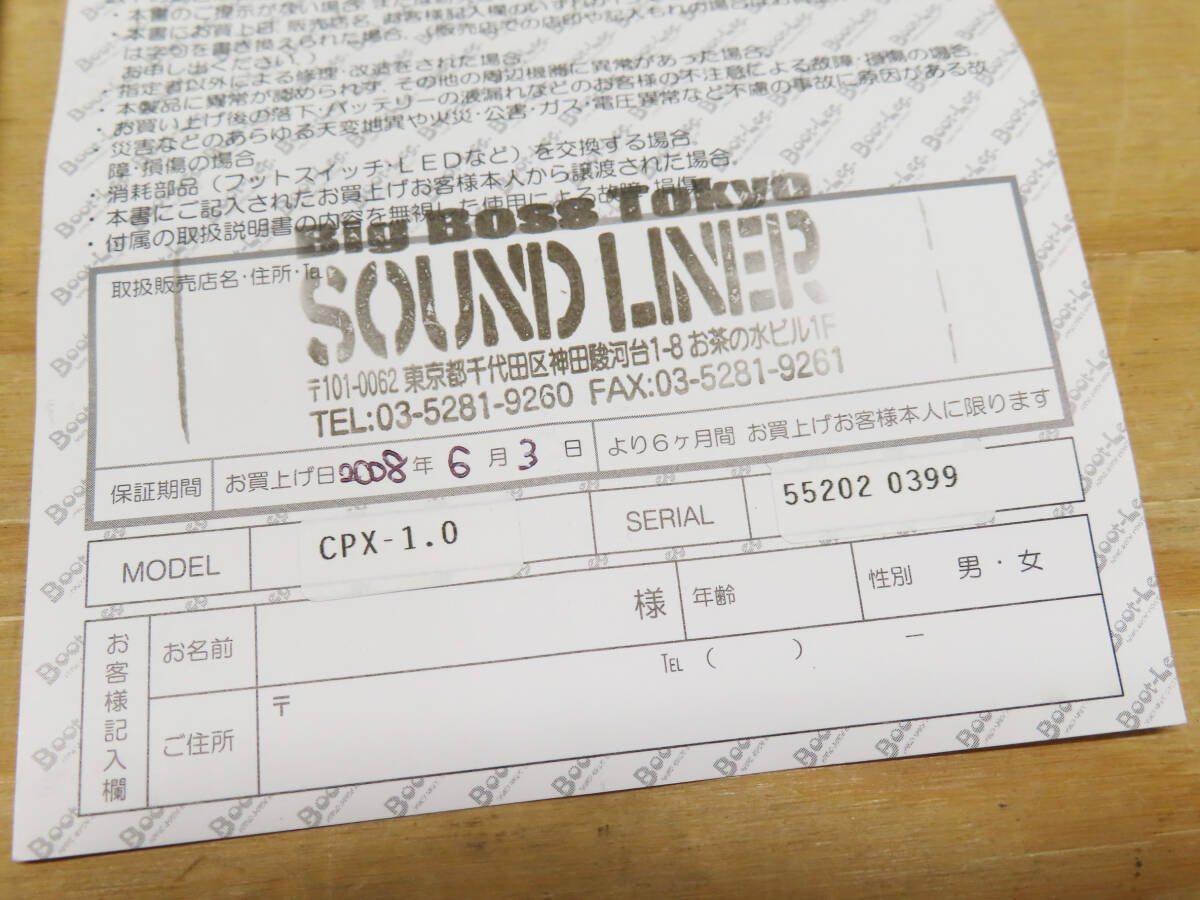 ・本書のご提示がない場合
・本書にお買上日、販売店名、お客様記入欄のいずれ
は字句を書き換えられた場合。（販売店での店印や記入もれの場合は
お申し出ください。）
・指定者以外による修理・改造をされた場合。
・本製品に異常が認められず、その他の周辺機器に異常があった場合。
・お買い上げ後の落下・バッテリーの液漏れなどのお客様の不注意による故障・損傷の場合。
・災害などのあらゆる天変地異や火災・公害・ガス・電圧異常など不慮の事故に原因がある故
障・損傷の場合
・消耗部品（フットスイッチ・ＬＥＤなど）を交換する場合。
・本書にご記入されたお買上げお客様本人から譲渡された場合。
・付属の取扱説明書の内容を無視した使用による故障・損傷
取扱販売店名・住所・TEL
Big Boss Tokyo
SOUND LINER
〒101-0062 東京都千代田区神田駿河台1-8 お茶の水ビル1F
TEL:03-5281-9260 FAX:03-5281-9261
保証期間 お買上げ日 2008 年 6 月 3 日 より６ヶ月間 お買上げお客様本人に限ります
MODEL CPX-1.0 SERIAL 55202 0399
お客様記入欄
お名前 様 年齢 性別 男・女
ご住所 〒 TEL （ ） －